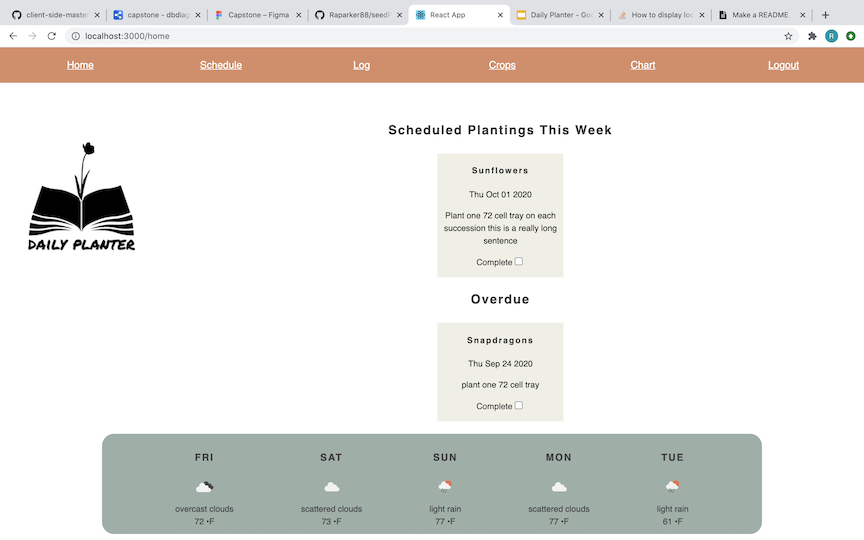 client-side-master
capstone - dbdiag
Capstone – Figma
Raparker88/seedF
React App
Daily Planter - Goo
How to display loc
Make a README
localhost:3000/home
R
Home
Schedule
Log
Crops
Chart
Logout
DAILY PLANTER
Scheduled Plantings This Week
Sunflowers
Thu Oct 01 2020
Plant one 72 cell tray on each
succession this is a really long
sentence
Complete
Overdue
Snapdragons
Thu Sep 24 2020
plant one 72 cell tray
Complete
FRI
SAT
SUN
MON
TUE
overcast clouds
scattered clouds
light rain
scattered clouds
light rain
72 •F
73 •F
77 •F
77 •F
61 •F